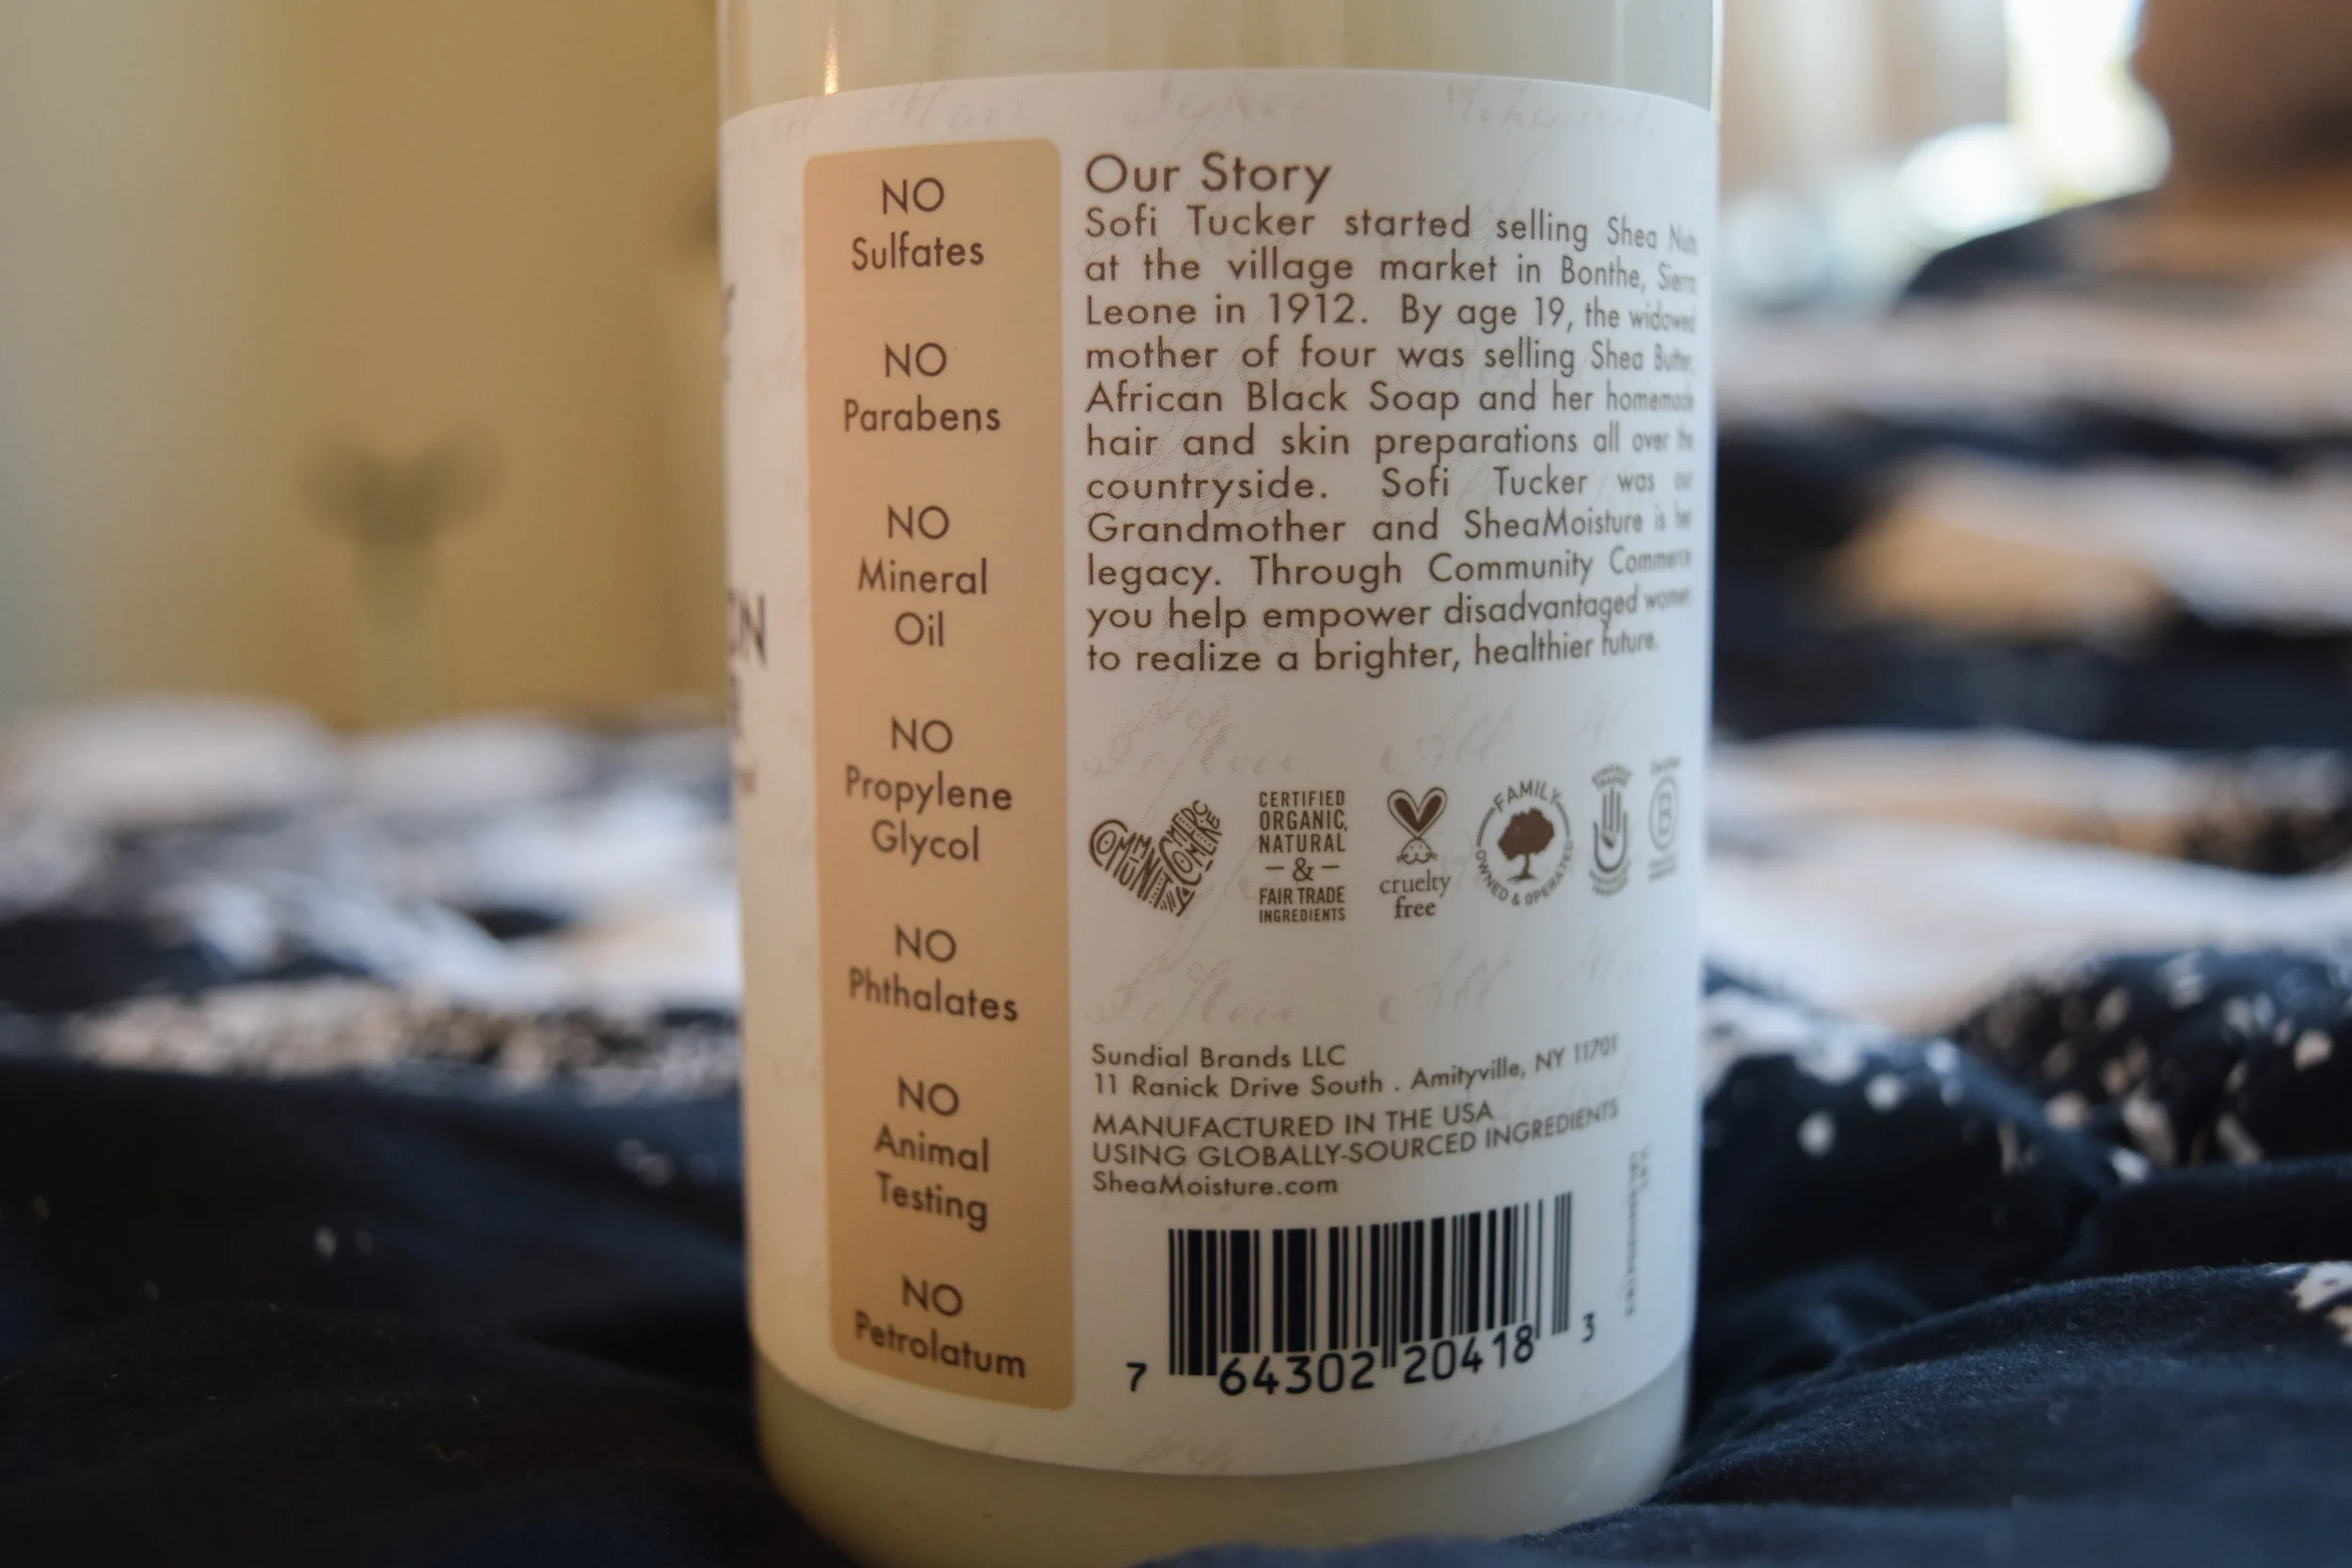 NO
Sulfates
NO
Parabens
NO
Mineral
Oil
NO
Propylene
Glycol
NO
Phthalates
NO
Animal
Testing
NO
Petrolatum
Our Story
Sofi Tucker started selling Shea Nuts
at the village market in Bonthe, Sierra
Leone in 1912. By age 19, the widowed
mother of four was selling Shea Butter,
African Black Soap and her homemade
hair and skin preparations all over the
countryside. Sofi Tucker was our
Grandmother and SheaMoisture is her
legacy. Through Community Commerce
you help empower disadvantaged women
to realize a brighter, healthier future.
COMMUNITY COMMERCE
CERTIFIED
ORGANIC,
NATURAL
&
FAIR TRADE
INGREDIENTS
cruelty
free
FAMILY
OWNED & OPERATED
Certified
B
Sundial Brands LLC
11 Ranick Drive South . Amityville, NY 11701
MANUFACTURED IN THE USA
USING GLOBALLY-SOURCED INGREDIENTS
SheaMoisture.com
7 64302 20418 3